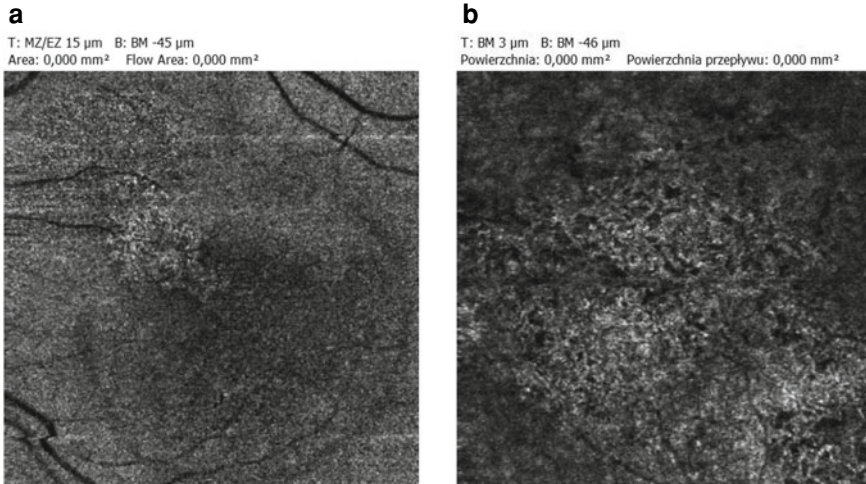 a
T: MZ/EZ 15 µm B: BM -45 µm
Area: 0,000 mm² Flow Area: 0,000 mm²
b
T: BM 3 µm B: BM -46 µm
Powierzchnia: 0,000 mm² Powierzchnia przepływu: 0,000 mm²